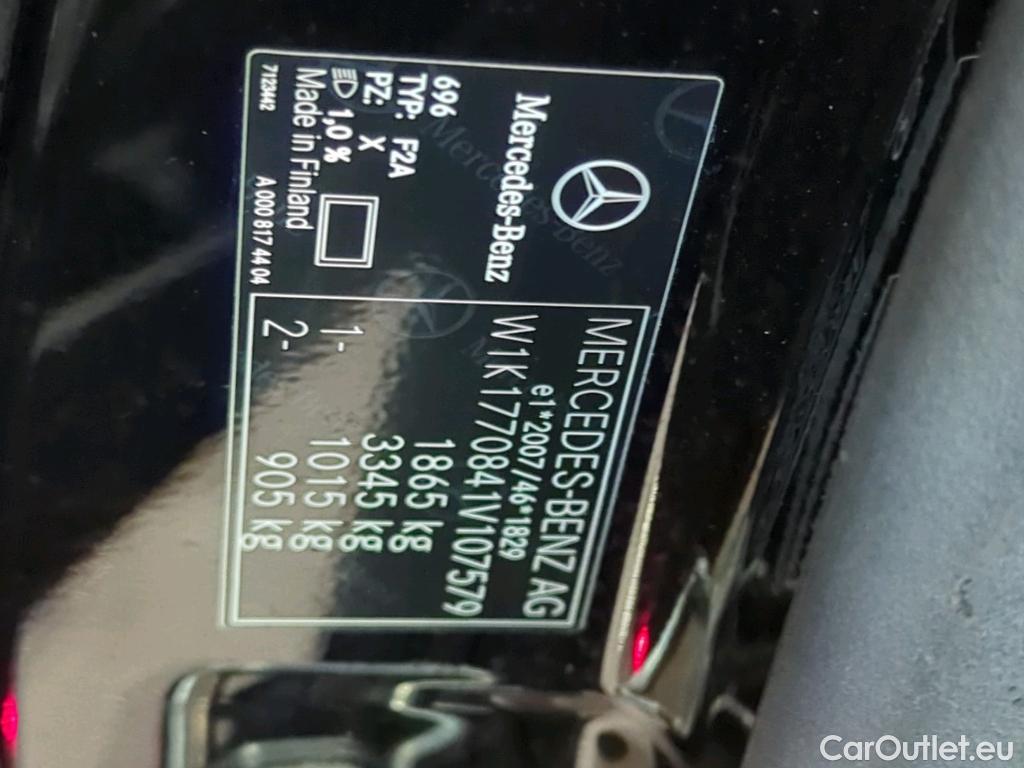 Mercedes-Benz
696
TYP: F2A
PZ: X
1,0 %
Made in Finland
7123442 A 000 817 44 04
MERCEDES-BENZ AG
e1*2007/46*1829
W1K1770841V107579
1865 kg
3345 kg
1- 1015 kg
2- 905 kg
CarOutlet.eu